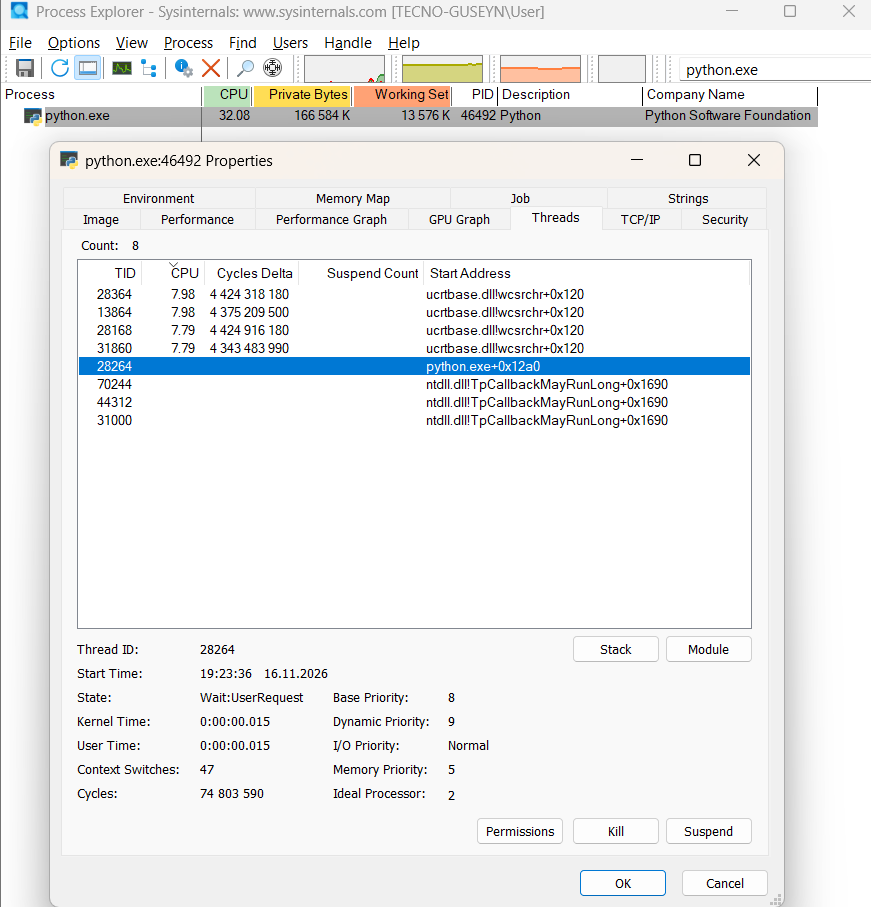 Process Explorer - Sysinternals: www.sysinternals.com [TECNO-GUSEYN\User]
File Options View Process Find Users Handle Help
python.exe
Process CPU Private Bytes Working Set PID Description Company Name
python.exe 32.08 166 584 K 13 576 K 46492 Python Python Software Foundation
python.exe:46492 Properties
Environment Memory Map Job Strings
Image Performance Performance Graph GPU Graph Threads TCP/IP Security
Count: 8
TID CPU Cycles Delta Suspend Count Start Address
28364 7.98 4 424 318 180 ucrtbase.dll!wcsrchr+0x120
13864 7.98 4 375 209 500 ucrtbase.dll!wcsrchr+0x120
28168 7.79 4 424 916 180 ucrtbase.dll!wcsrchr+0x120
31860 7.79 4 343 483 990 ucrtbase.dll!wcsrchr+0x120
28264 python.exe+0x12a0
70244 ntdll.dll!TpCallbackMayRunLong+0x1690
44312 ntdll.dll!TpCallbackMayRunLong+0x1690
31000 ntdll.dll!TpCallbackMayRunLong+0x1690
Thread ID: 28264 Stack Module
Start Time: 19:23:36 16.11.2026
State: Wait:UserRequest Base Priority: 8
Kernel Time: 0:00:00.015 Dynamic Priority: 9
User Time: 0:00:00.015 I/O Priority: Normal
Context Switches: 47 Memory Priority: 5
Cycles: 74 803 590 Ideal Processor: 2
Permissions Kill Suspend
OK Cancel